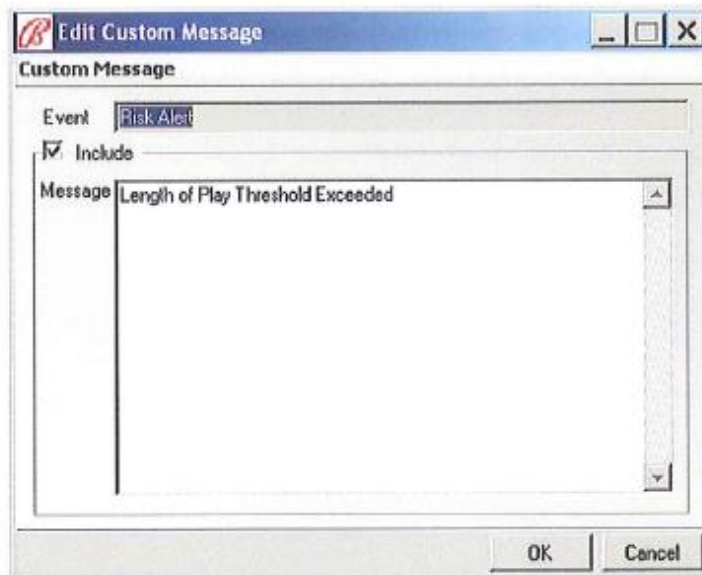 Edit Custom Message
Custom Message
Event Risk Alert
Include
Message Length of Play Threshold Exceeded
OK Cancel